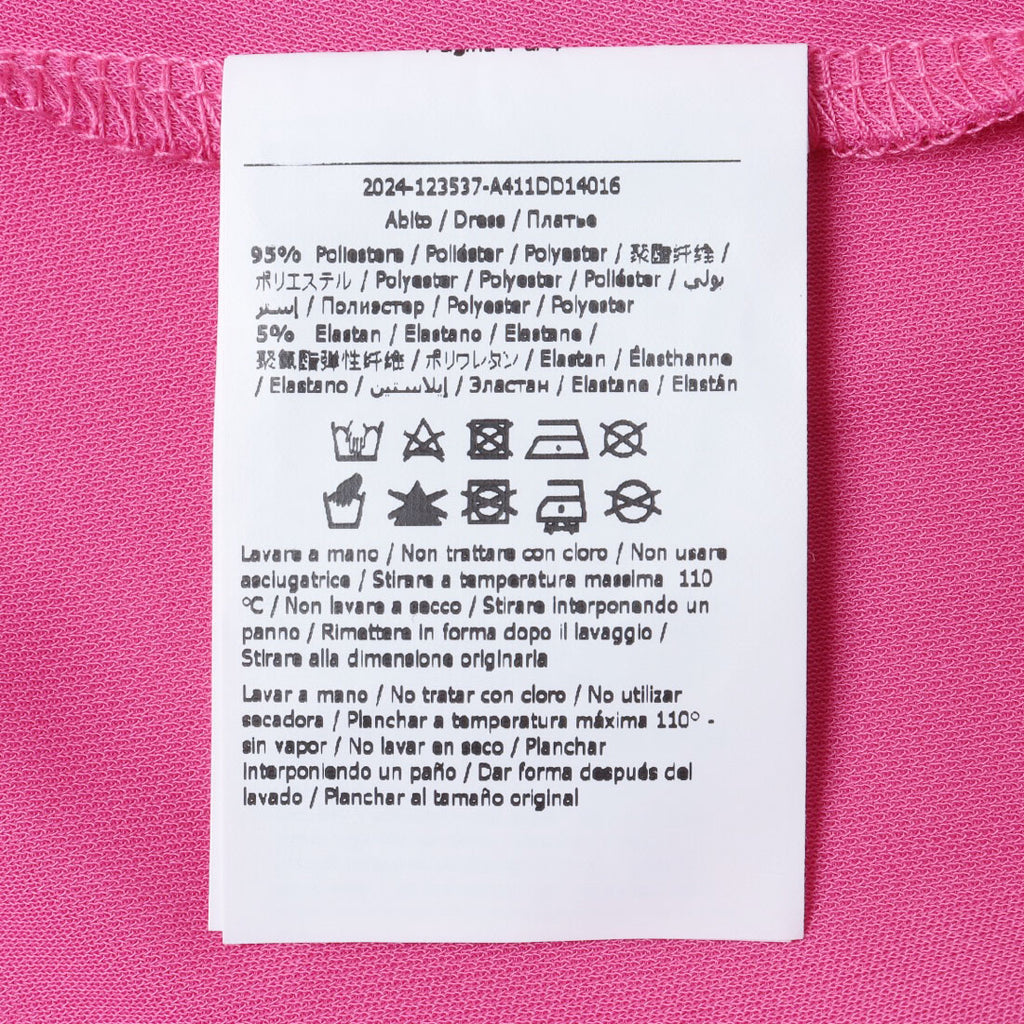 2024-123537-A411DD14016
Abito / Dress / Платье
95% Poliestere / Poliéster / Polyester / 聚酯纤维 /
ポリエステル / Polyester / Polyester / Poliéster / بولي
إستر / Полиэстер / Polyester / Polyester
5% Elastan / Elastano / Elastane /
聚氨酯弹性纤维 / ポリウレタン / Elastan / Élasthanne
/ Elastano / إيلاستين / Эластан / Elastane / Elastán
Lavare a mano / Non trattare con cloro / Non usare
asciugatrice / Stirare a temperatura massima 110
°C / Non lavare a secco / Stirare interponendo un
panno / Rimettere in forma dopo il lavaggio /
Stirare alla dimensione originaria
Lavar a mano / No tratar con cloro / No utilizar
secadora / Planchar a temperatura máxima 110° -
sin vapor / No lavar en seco / Planchar
interponiendo un paño / Dar forma después del
lavado / Planchar al tamaño original